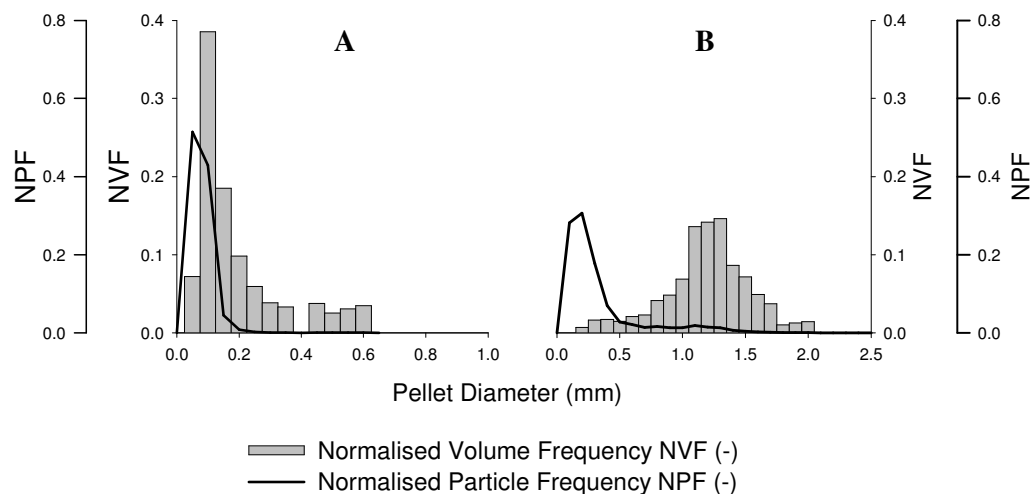 0.8
0.6
0.4
0.2
0.0
NPF
0.4
0.3
0.2
0.1
0.0
NVF
A
0.0 0.2 0.4 0.6 0.8 1.0
B
0.0 0.5 1.0 1.5 2.0 2.5
0.4
0.3
0.2
0.1
0.0
NVF
0.8
0.6
0.4
0.2
0.0
NPF
Pellet Diameter (mm)
Normalised Volume Frequency NVF (-)
Normalised Particle Frequency NPF (-)